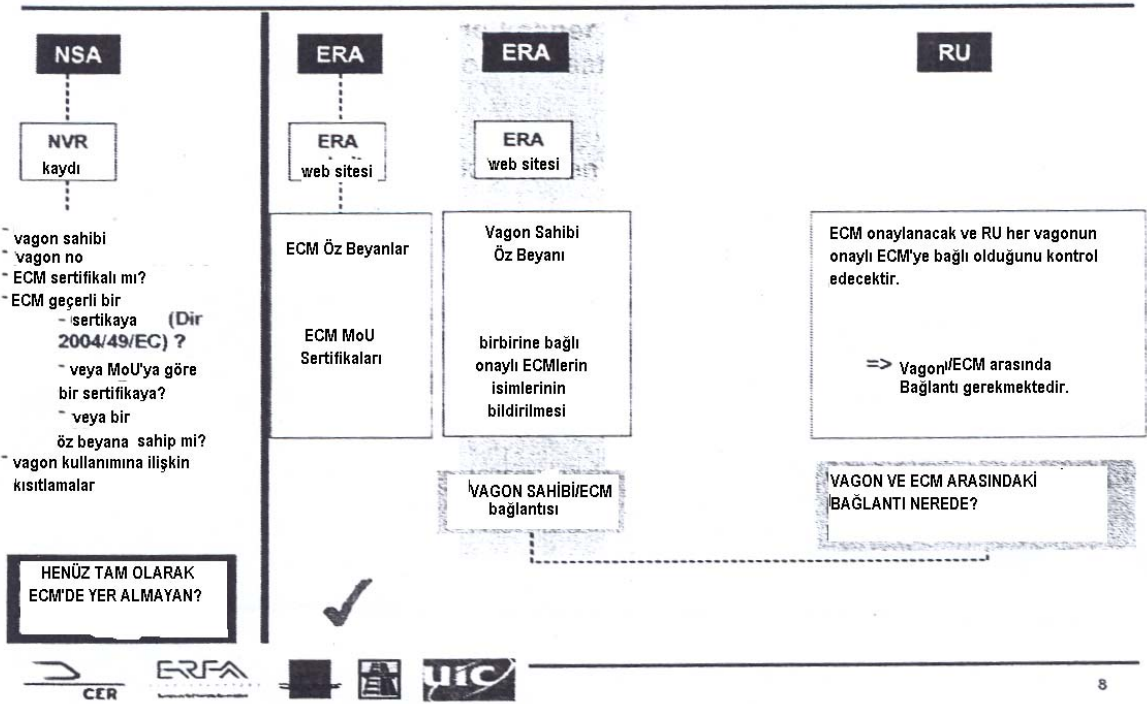 NSA
NVR
kaydı
vagon sahibi
vagon no
ECM sertifikalı mı?
ECM geçerli bir
sertikaya (Dir
2004/49/EC) ?
veya MoU'ya göre
bir sertifikaya?
veya bir
öz beyana sahip mi?
vagon kullanımına ilişkin
kısıtlamalar
HENÜZ TAM OLARAK
ECM'DE YER ALMAYAN?
ERA
ERA
web sitesi
ECM Öz Beyanlar
ECM MoU
Sertifikaları
ERA
ERA
web sitesi
Vagon Sahibi
Öz Beyanı
birbirine bağlı
onaylı ECMlerin
isimlerinin
bildirilmesi
VAGON SAHİBİ/ECM
bağlantısı
RU
ECM onaylanacak ve RU her vagonun
onaylı ECM'ye bağlı olduğunu kontrol
edecektir.
=> Vagon/ECM arasında
Bağlantı gerekmektedir.
VAGON VE ECM ARASINDAKİ
BAĞLANTI NEREDE?
CER
ERFA
UIC
8